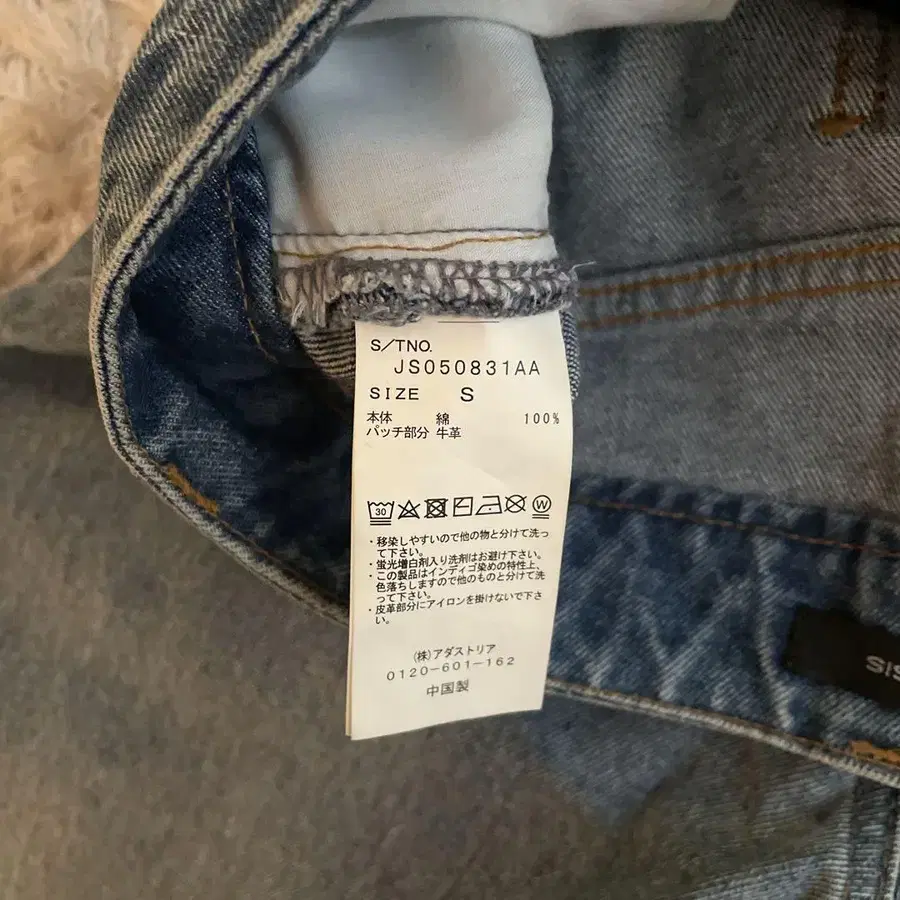 S/TNO.
JS050831AA
SIZE S
本体 綿 100%
パッチ部分 牛革
30
W
・移染しやすいので他の物と分けて洗っ
て下さい。
・蛍光増白剤入り洗剤はお避け下さい。
・この製品はインディゴ染めの特性上、
色落ちしますので他のものと分けて洗
って下さい。
・皮革部分にアイロンを掛けないで下さ
い。
(株)アダストリア
0120-601-162
中国製